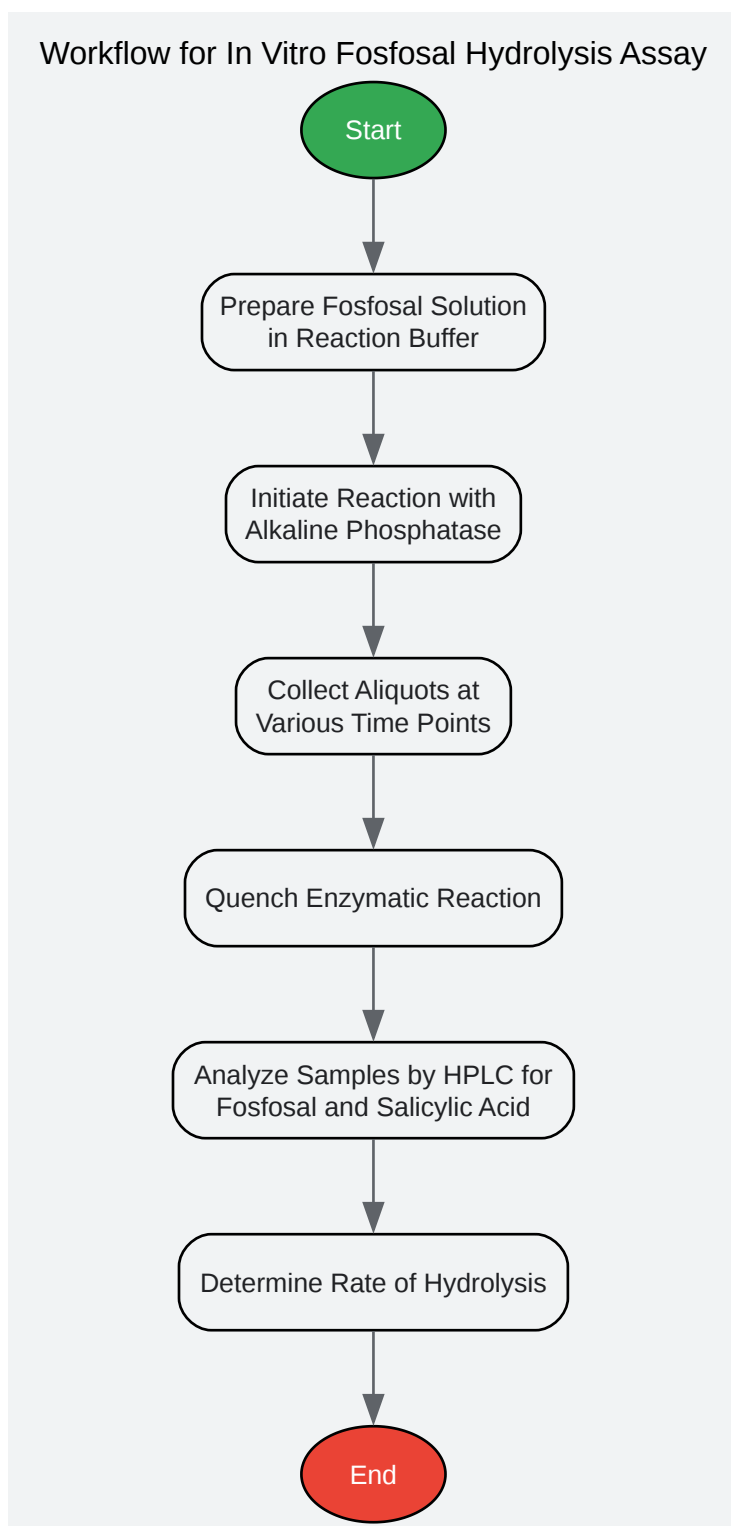 Workflow for In Vitro Fosfosal Hydrolysis Assay
Start
Prepare Fosfosal Solution
in Reaction Buffer
Initiate Reaction with
Alkaline Phosphatase
Collect Aliquots at
Various Time Points
Quench Enzymatic Reaction
Analyze Samples by HPLC for
Fosfosal and Salicylic Acid
Determine Rate of Hydrolysis
End